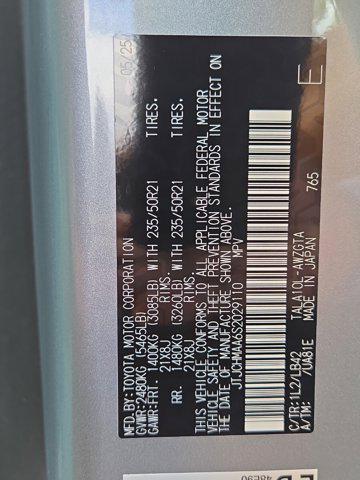 MFD.BY:TOYOTA MOTOR CORPORATION 05/25
GVWR:2480KG (5465LB)
GAWR:FRT. 1400KG (3085LB) WITH 235/50R21 TIRES.
21X8J RIMS.
RR. 1480KG (3260LB) WITH 235/50R21 TIRES.
21X8J RIMS.
THIS VEHICLE CONFORMS TO ALL APPLICABLE FEDERAL MOTOR
VEHICLE SAFETY AND THEFT PREVENTION STANDARDS IN EFFECT ON
THE DATE OF MANUFACTURE SHOWN ABOVE.
JTJCHMAA6S2029110 MPV
E
C/TR:1L2/LB42 TALA10L-AWZGTA 765
A/TM: -/UA81E MADE IN JAPAN
48E90